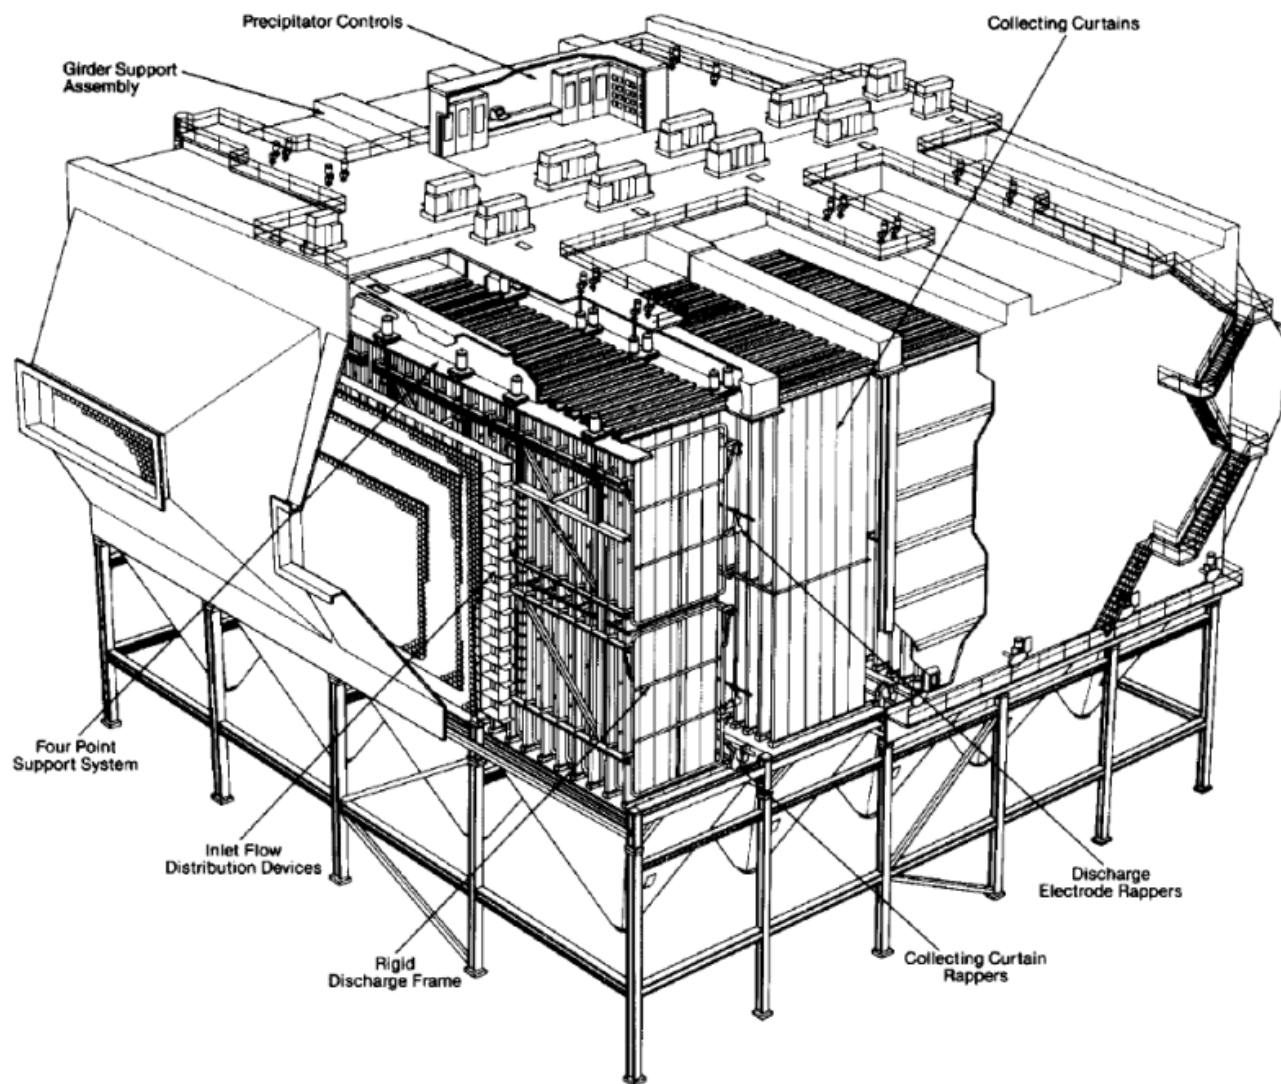 Precipitator Controls
Collecting Curtains
Girder Support
Assembly
Four Point
Support System
Inlet Flow
Distribution Devices
Rigid
Discharge Frame
Collecting Curtain
Rappers
Discharge
Electrode Rappers